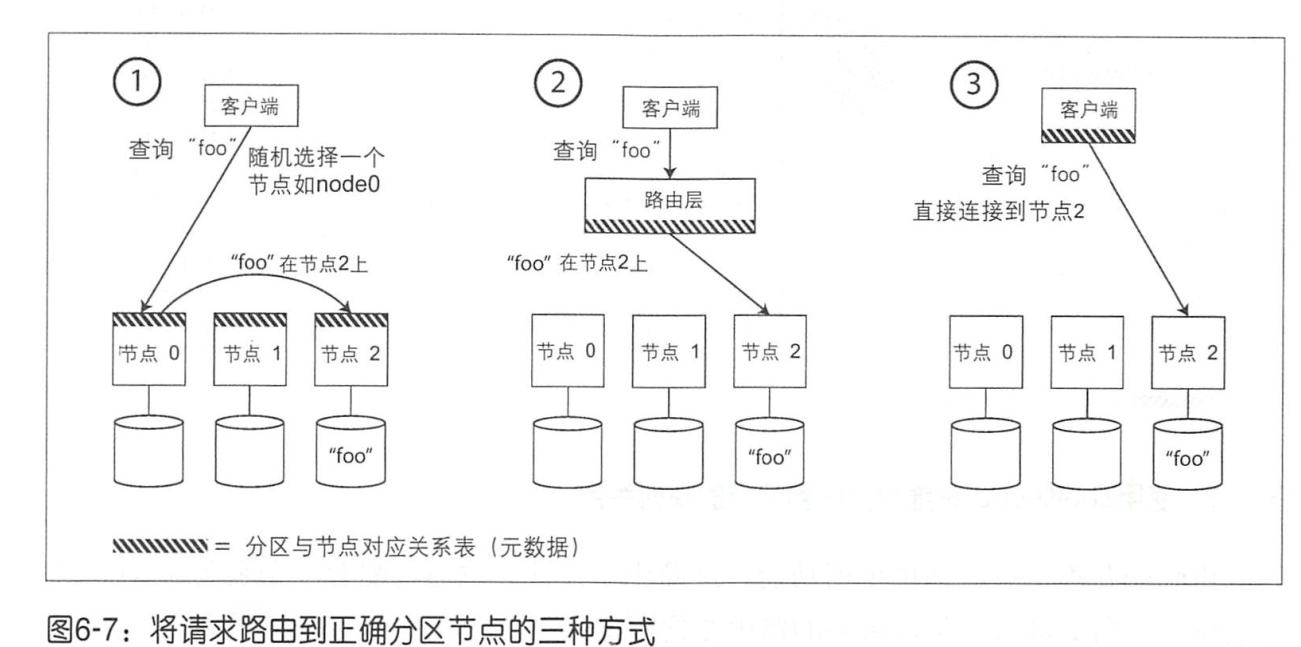 1
客户端
查询 “foo”
随机选择一个
节点如node0
“foo” 在节点2上
节点 0
节点 1
节点 2
“foo”
2
客户端
查询 “foo”
路由层
“foo” 在节点2上
节点 0
节点 1
节点 2
“foo”
3
客户端
查询 “foo”
直接连接到节点2
节点 0
节点 1
节点 2
“foo”
= 分区与节点对应关系表（元数据）
图6-7：将请求路由到正确分区节点的三种方式